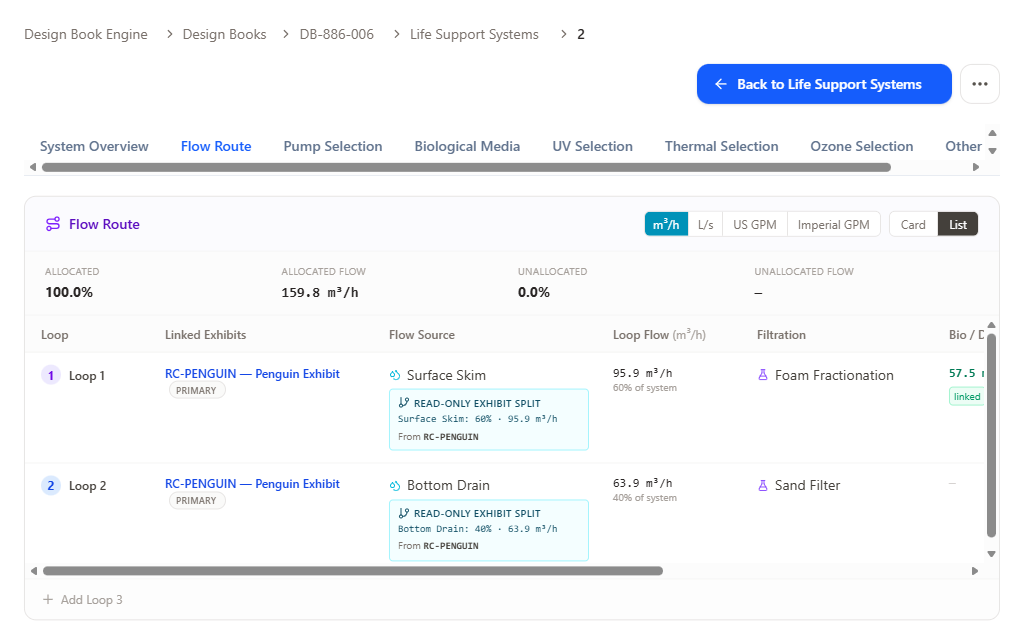 Design Book Engine > Design Books > DB-886-006 > Life Support Systems > 2
← Back to Life Support Systems ...
System Overview Flow Route Pump Selection Biological Media UV Selection Thermal Selection Ozone Selection Other
Flow Route m³/h L/s US GPM Imperial GPM Card List
ALLOCATED ALLOCATED FLOW UNALLOCATED UNALLOCATED FLOW
100.0% 159.8 m³/h 0.0% –
Loop Linked Exhibits Flow Source Loop Flow (m³/h) Filtration Bio /
1 Loop 1 RC-PENGUIN — Penguin Exhibit Surface Skim 95.9 m³/h Foam Fractionation 57.5
PRIMARY 60% of system linked
READ-ONLY EXHIBIT SPLIT
Surface Skim: 60% · 95.9 m³/h
From RC-PENGUIN
2 Loop 2 RC-PENGUIN — Penguin Exhibit Bottom Drain 63.9 m³/h Sand Filter –
PRIMARY 40% of system
READ-ONLY EXHIBIT SPLIT
Bottom Drain: 40% · 63.9 m³/h
From RC-PENGUIN
+ Add Loop 3